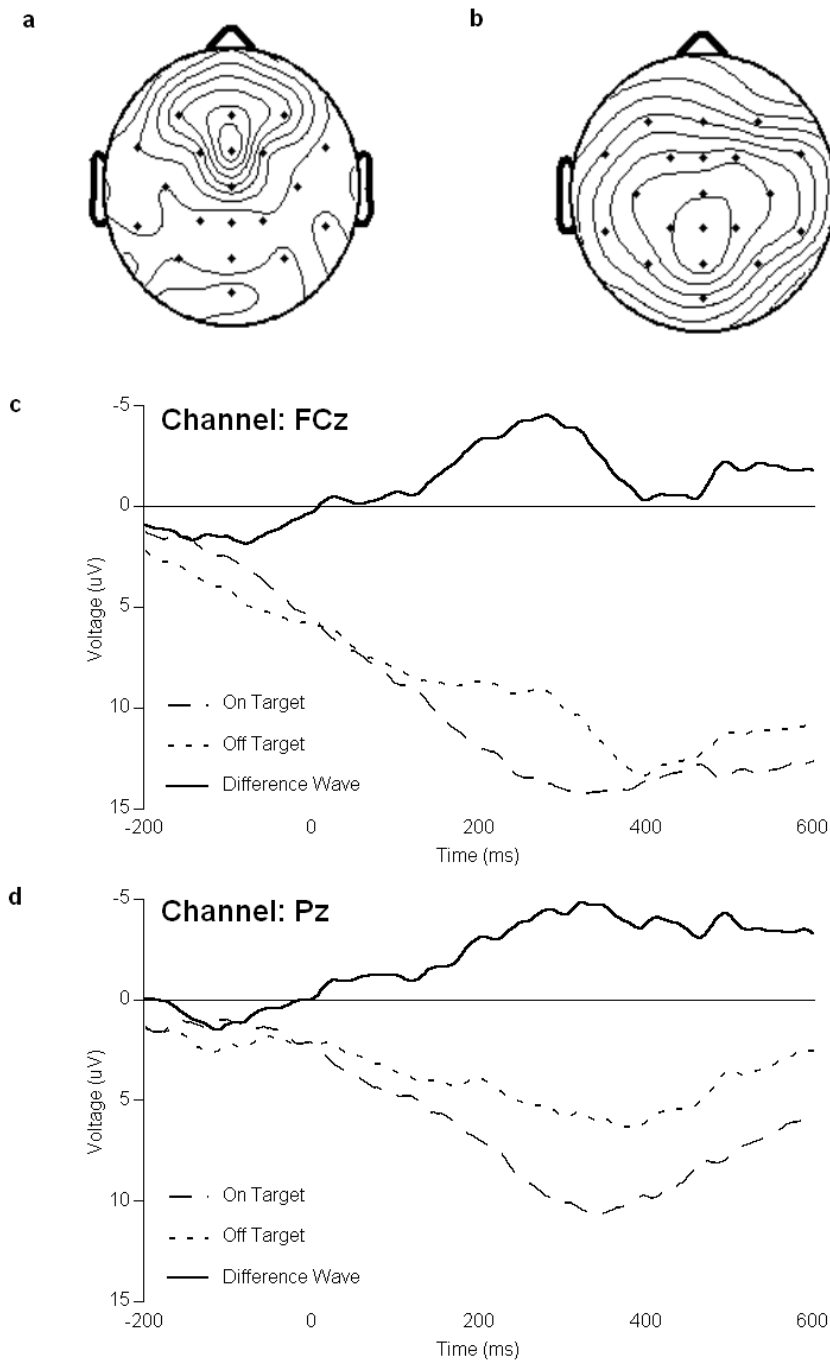 a
b
c
Channel: FCz
-5
0
5
10
15
Voltage (uV)
On Target
Off Target
Difference Wave
-200
0
200
400
600
Time (ms)
d
Channel: Pz
-5
0
5
10
15
Voltage (uV)
On Target
Off Target
Difference Wave
-200
0
200
400
600
Time (ms)